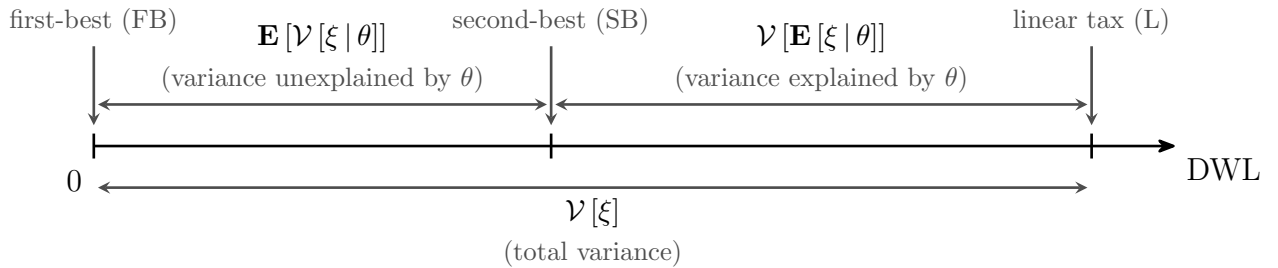 first-best (FB)
second-best (SB)
linear tax (L)
𝐄 [𝒱 [ξ | θ]]
𝒱 [𝐄 [ξ | θ]]
(variance unexplained by θ)
(variance explained by θ)
0
DWL
𝒱 [ξ]
(total variance)